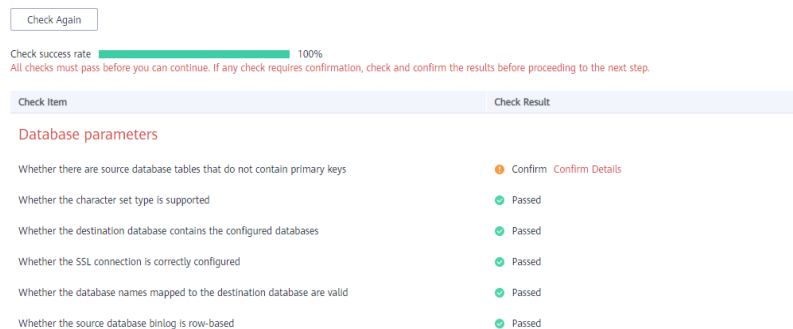 Check Again
Check success rate 100%
All checks must pass before you can continue. If any check requires confirmation, check and confirm the results before proceeding to the next step.
Check Item Check Result
Database parameters
Whether there are source database tables that do not contain primary keys Confirm Confirm Details
Whether the character set type is supported Passed
Whether the destination database contains the configured databases Passed
Whether the SSL connection is correctly configured Passed
Whether the database names mapped to the destination database are valid Passed
Whether the source database binlog is row-based Passed